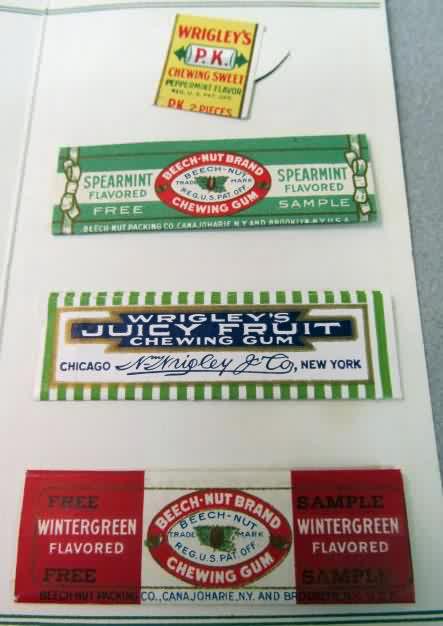 WRIGLEY'S
P.K.
CHEWING SWEET
PEPPERMINT FLAVOR
REG. U.S. PAT. OFF.
P.K. 2 PIECES
SPEARMINT
FLAVORED
FREE
BEECH-NUT BRAND
BEECH-NUT
TRADE MARK
REG. U.S. PAT. OFF.
CHEWING GUM
SPEARMINT
FLAVORED
SAMPLE
BEECH-NUT PACKING CO. CANAJOHARIE, N.Y. AND BROOKLYN, N.Y. U.S.A.
WRIGLEY'S
JUICY FRUIT
CHEWING GUM
CHICAGO Wm Wrigley Jr Co., NEW YORK
FREE
WINTERGREEN
FLAVORED
FREE
BEECH-NUT BRAND
BEECH-NUT
TRADE MARK
REG. U.S. PAT. OFF.
CHEWING GUM
SAMPLE
WINTERGREEN
FLAVORED
SAMPLE
BEECH-NUT PACKING CO., CANAJOHARIE, N.Y. AND BROOKLYN, N.Y. U.S.A.